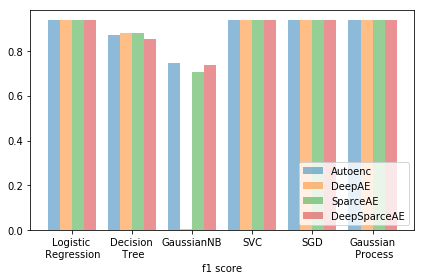 0.8
0.6
0.4
0.2
0.0
Autoenc
DeepAE
SparceAE
DeepSparceAE
Logistic
Regression
Decision
Tree
GaussianNB
SVC
SGD
Gaussian
Process
f1 score